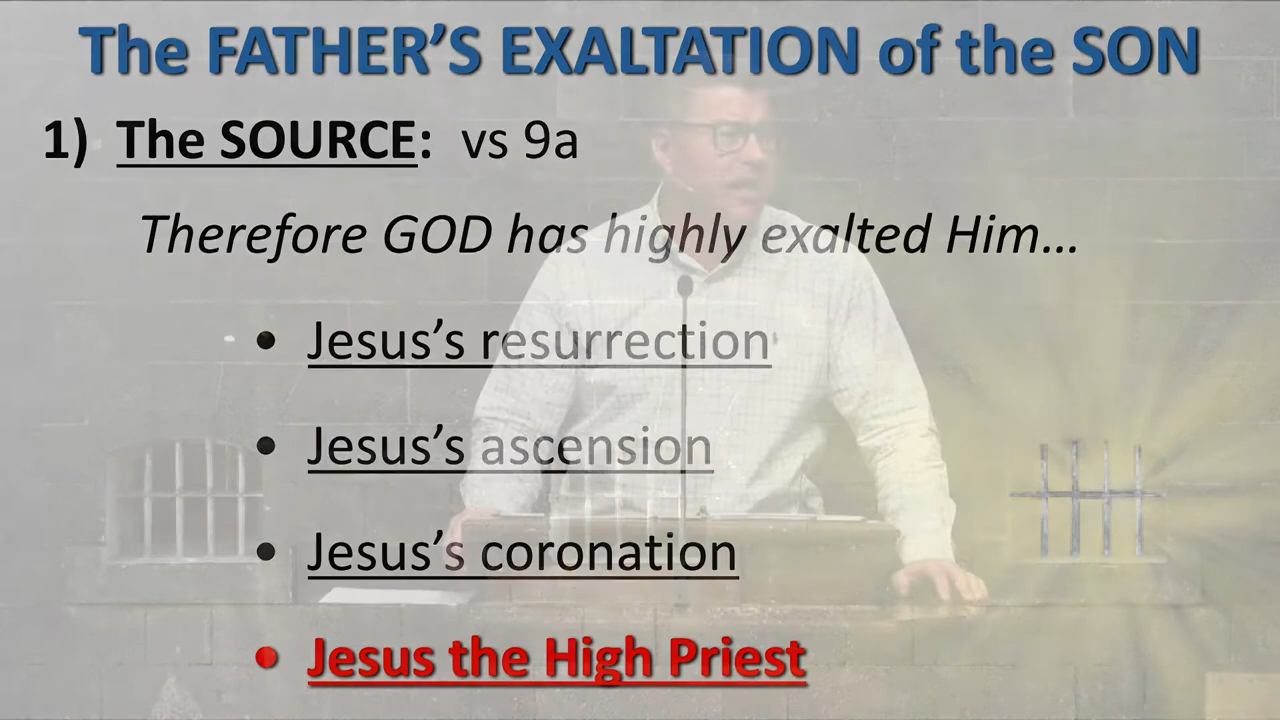 The FATHER’S EXALTATION of the SON
1) The SOURCE: vs 9a
Therefore GOD has highly exalted Him…
• Jesus’s resurrection
• Jesus’s ascension
• Jesus’s coronation
• Jesus the High Priest